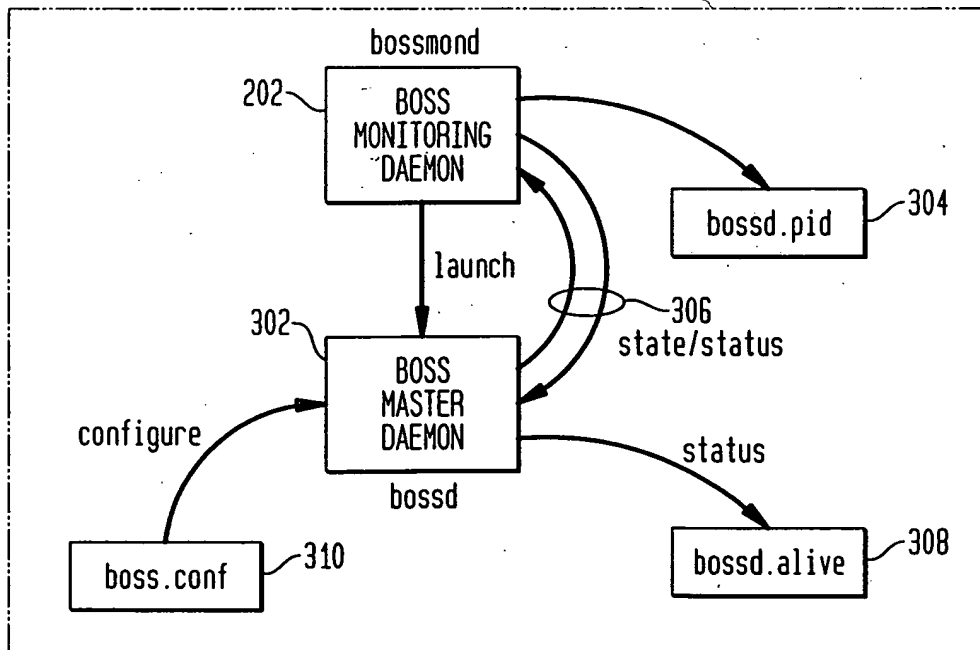 bossmond
202
BOSS
MONITORING
DAEMON
bossd.pid
304
launch
306
state/status
302
BOSS
MASTER
DAEMON
configure
status
bossd
boss.conf
310
bossd.alive
308